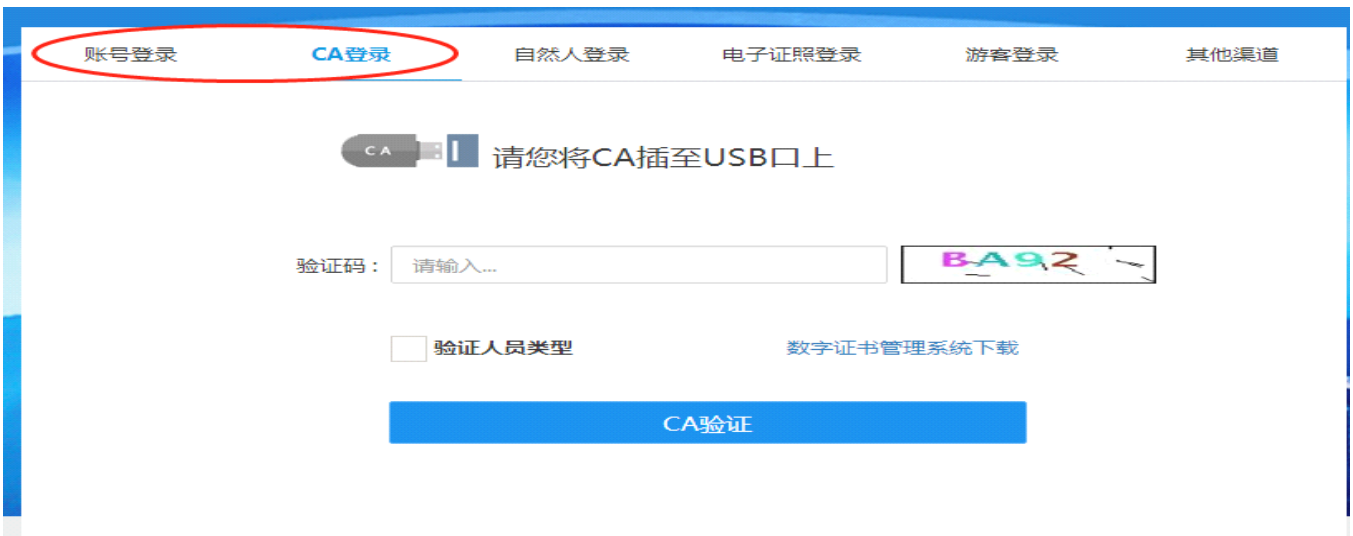 账号登录 CA登录 自然人登录 电子证照登录 游客登录 其他渠道
CA 请您将CA插至USB口上
验证码： 请输入... BA92
验证人员类型 数字证书管理系统下载
CA验证